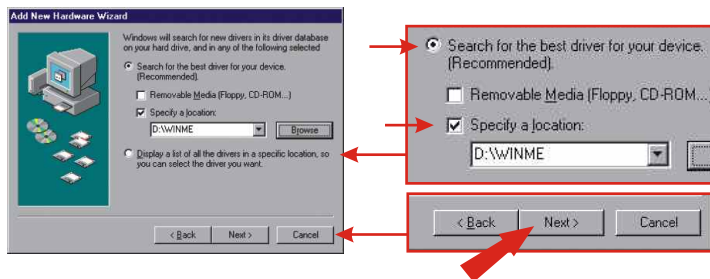 Add New Hardware Wizard
Windows will search for new drivers in its driver database
on your hard drive, and in any of the following selected
Search for the best driver for your device.
(Recommended).
Removable Media (Floppy, CD-ROM...)
Specify a location:
D:\WINME
Browse
Display a list of all the drivers in a specific location, so
you can select the driver you want.
< Back
Next >
Cancel
Search for the best driver for your device.
(Recommended).
Removable Media (Floppy, CD-ROM...
Specify a location:
D:\WINME
< Back
Next >
Cancel